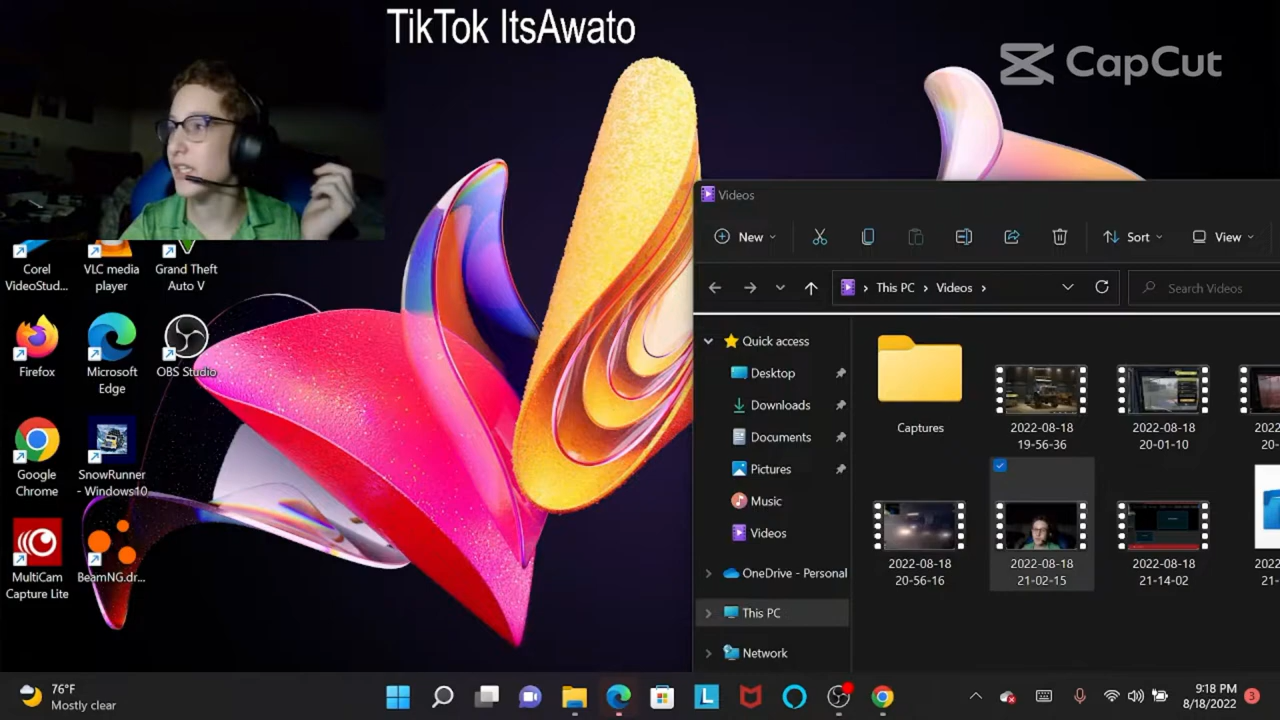 TikTok ItsAwato
CapCut
Corel
VideoStud...
VLC media
player
Grand Theft
Auto V
Firefox
Microsoft
Edge
OBS Studio
Google
Chrome
SnowRunner
- Windows10
MultiCam
Capture Lite
BeamNG.dr...
Videos
New
Sort
View
This PC
Videos
Search Videos
Quick access
Desktop
Downloads
Documents
Pictures
Music
Videos
OneDrive - Personal
This PC
Network
Captures
2022-08-18
19-56-36
2022-08-18
20-01-10
2022-08-18
20-56-16
2022-08-18
21-02-15
2022-08-18
21-14-02
76°F
Mostly clear
L
9:18 PM
8/18/2022
3